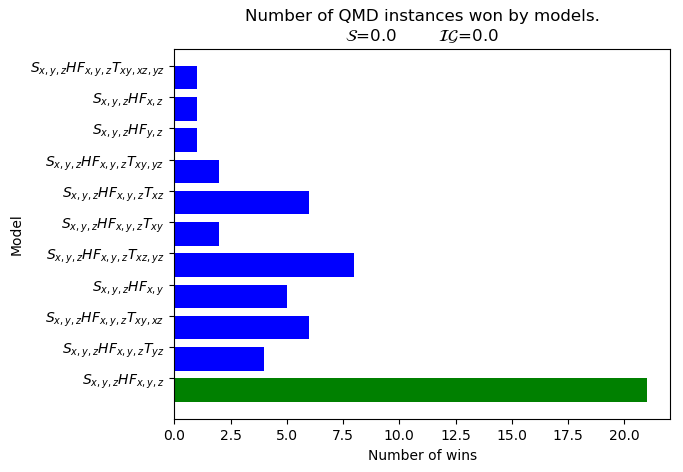 Number of QMD instances won by models.
𝒮=0.0 ℐ𝒢=0.0
Model
S_{x,y,z}HF_{x,y,z}T_{xy,xz,yz}
S_{x,y,z}HF_{x,z}
S_{x,y,z}HF_{y,z}
S_{x,y,z}HF_{x,y,z}T_{xy,yz}
S_{x,y,z}HF_{x,y,z}T_{xz}
S_{x,y,z}HF_{x,y,z}T_{xy}
S_{x,y,z}HF_{x,y,z}T_{xz,yz}
S_{x,y,z}HF_{x,y}
S_{x,y,z}HF_{x,y,z}T_{xy,xz}
S_{x,y,z}HF_{x,y,z}T_{yz}
S_{x,y,z}HF_{x,y,z}
0.0 2.5 5.0 7.5 10.0 12.5 15.0 17.5 20.0
Number of wins